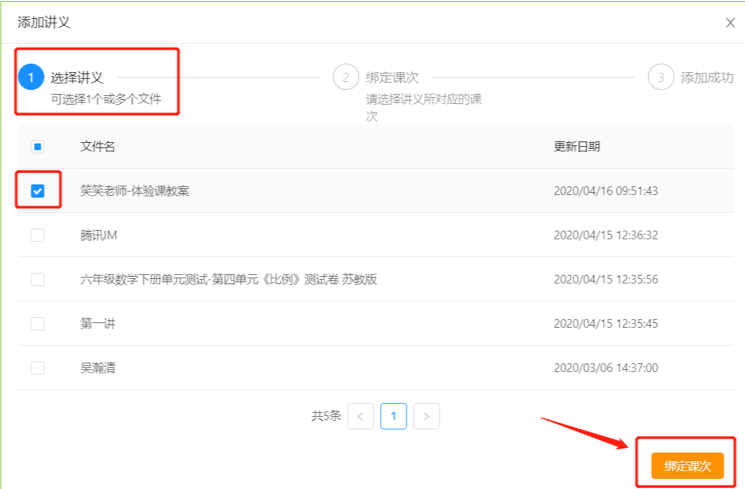 添加讲义
1 选择讲义
可选择1个或多个文件
2 绑定课次
请选择讲义所对应的课
次
3 添加成功
文件名 更新日期
笑笑老师-体验课教案 2020/04/16 09:51:43
腾讯IM 2020/04/15 12:36:32
六年级数学下册单元测试-第四单元《比例》测试卷 苏教版 2020/04/15 12:35:56
第一讲 2020/04/15 12:35:45
吴瀚清 2020/03/06 14:37:00
共5条 < 1 >
绑定课次